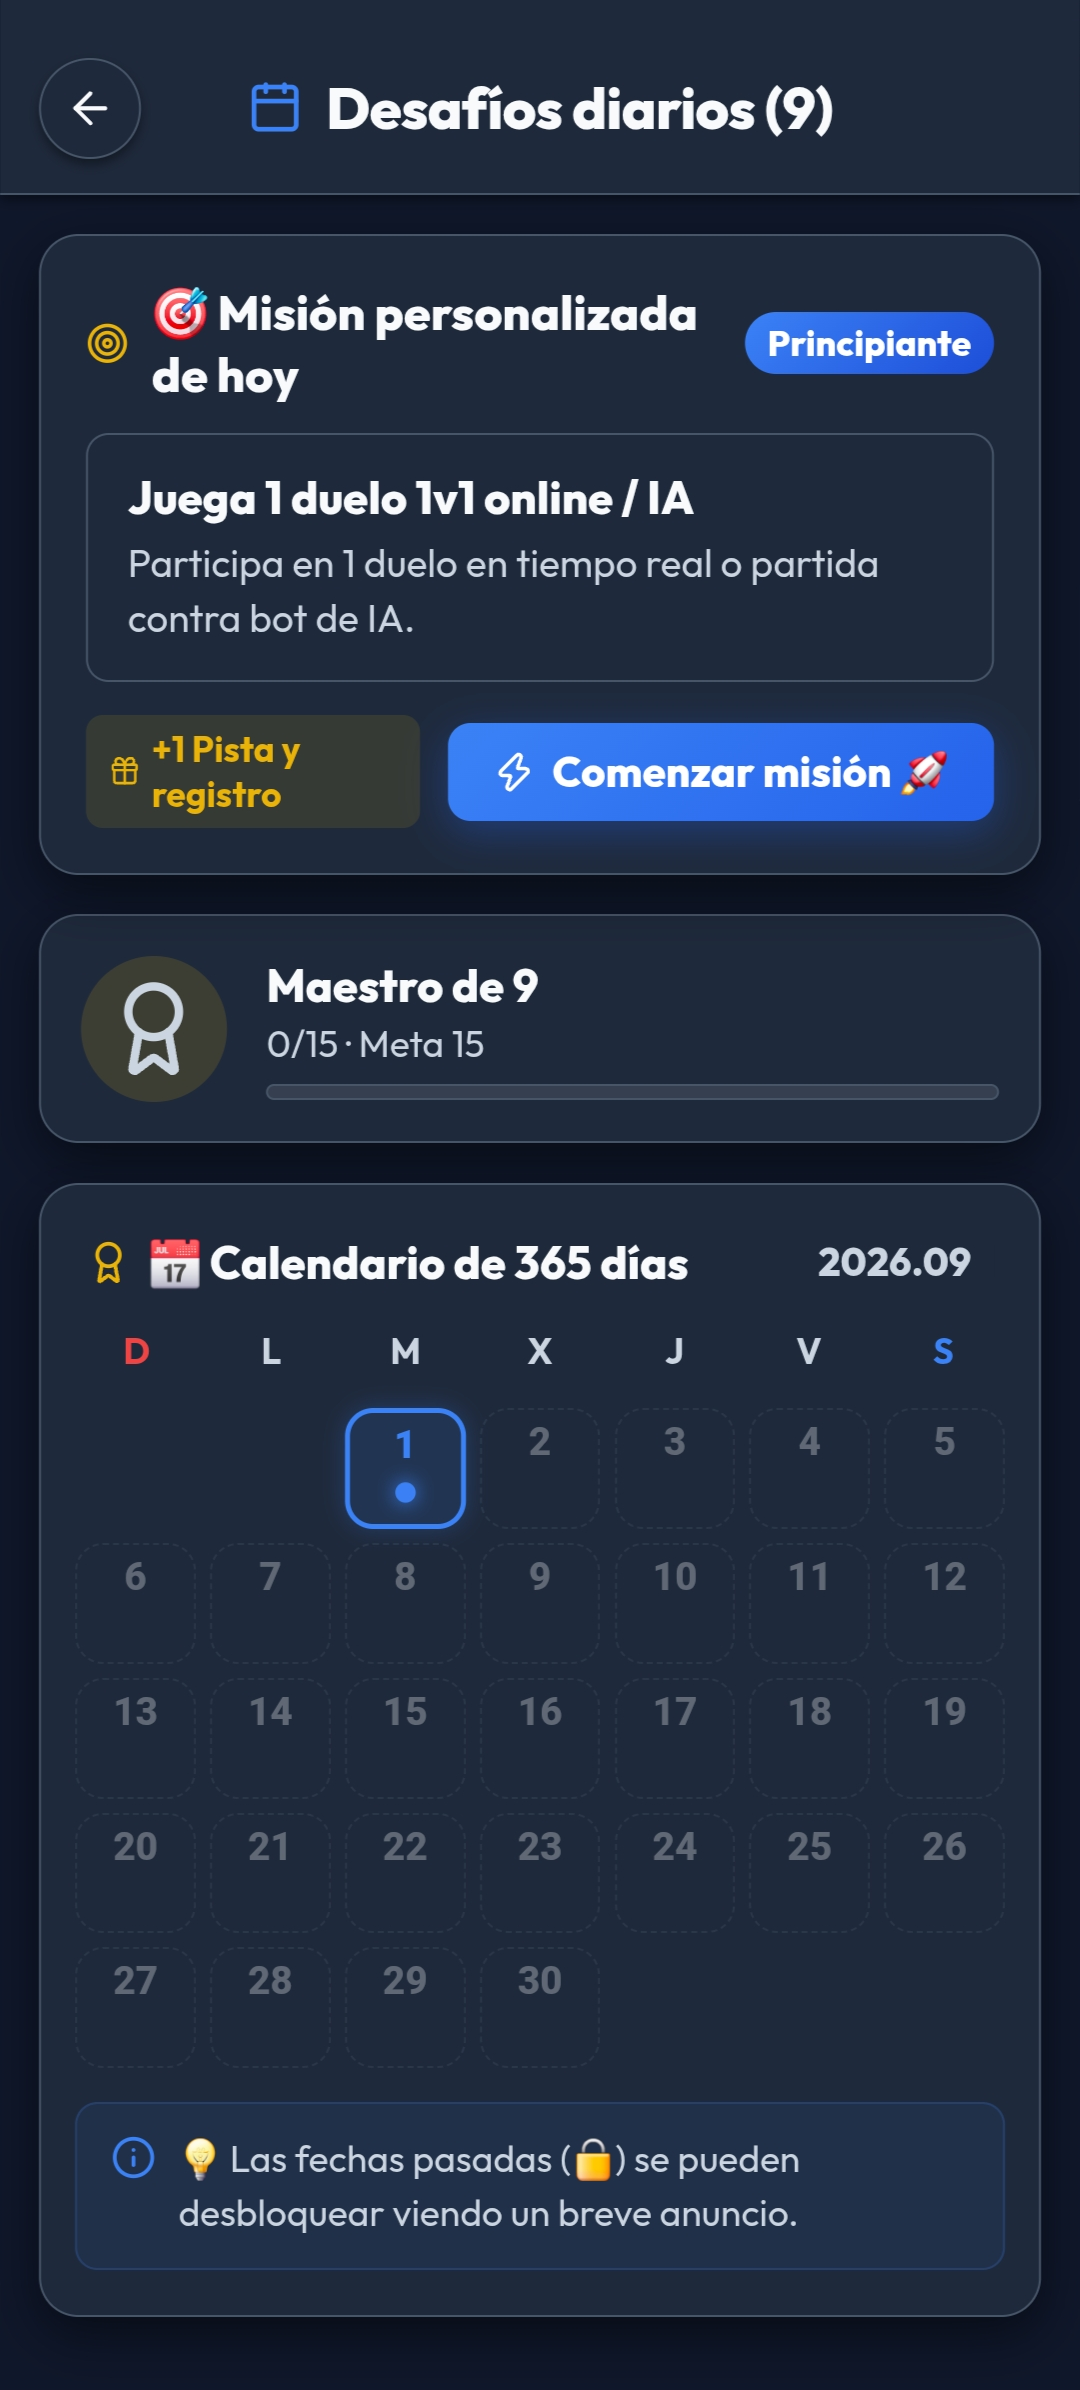 Desafíos diarios (9)
🎯 Misión personalizada
de hoy
Principiante
Juega 1 duelo 1v1 online / IA
Participa en 1 duelo en tiempo real o partida
contra bot de IA.
+1 Pista y
registro
Comenzar misión 🚀
Maestro de 9
0/15 · Meta 15
📅 Calendario de 365 días
2026.09
D L M X J V S
1 2 3 4 5
6 7 8 9 10 11 12
13 14 15 16 17 18 19
20 21 22 23 24 25 26
27 28 29 30
💡 Las fechas pasadas (🔒) se pueden
desbloquear viendo un breve anuncio.